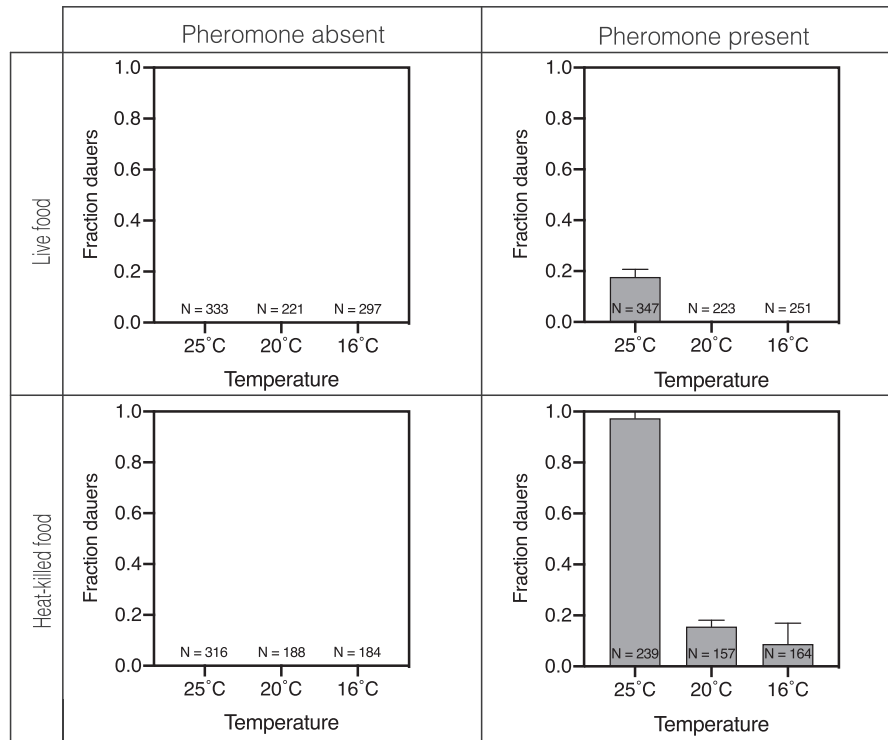 Pheromone absent
Pheromone present
Live food
Fraction dauers
1.0
0.8
0.6
0.4
0.2
0.0
N = 333 N = 221 N = 297
25°C 20°C 16°C
Temperature
Fraction dauers
1.0
0.8
0.6
0.4
0.2
0.0
N = 347 N = 223 N = 251
25°C 20°C 16°C
Temperature
Heat-killed food
Fraction dauers
1.0
0.8
0.6
0.4
0.2
0.0
N = 316 N = 188 N = 184
25°C 20°C 16°C
Temperature
Fraction dauers
1.0
0.8
0.6
0.4
0.2
0.0
N = 239 N = 157 N = 164
25°C 20°C 16°C
Temperature